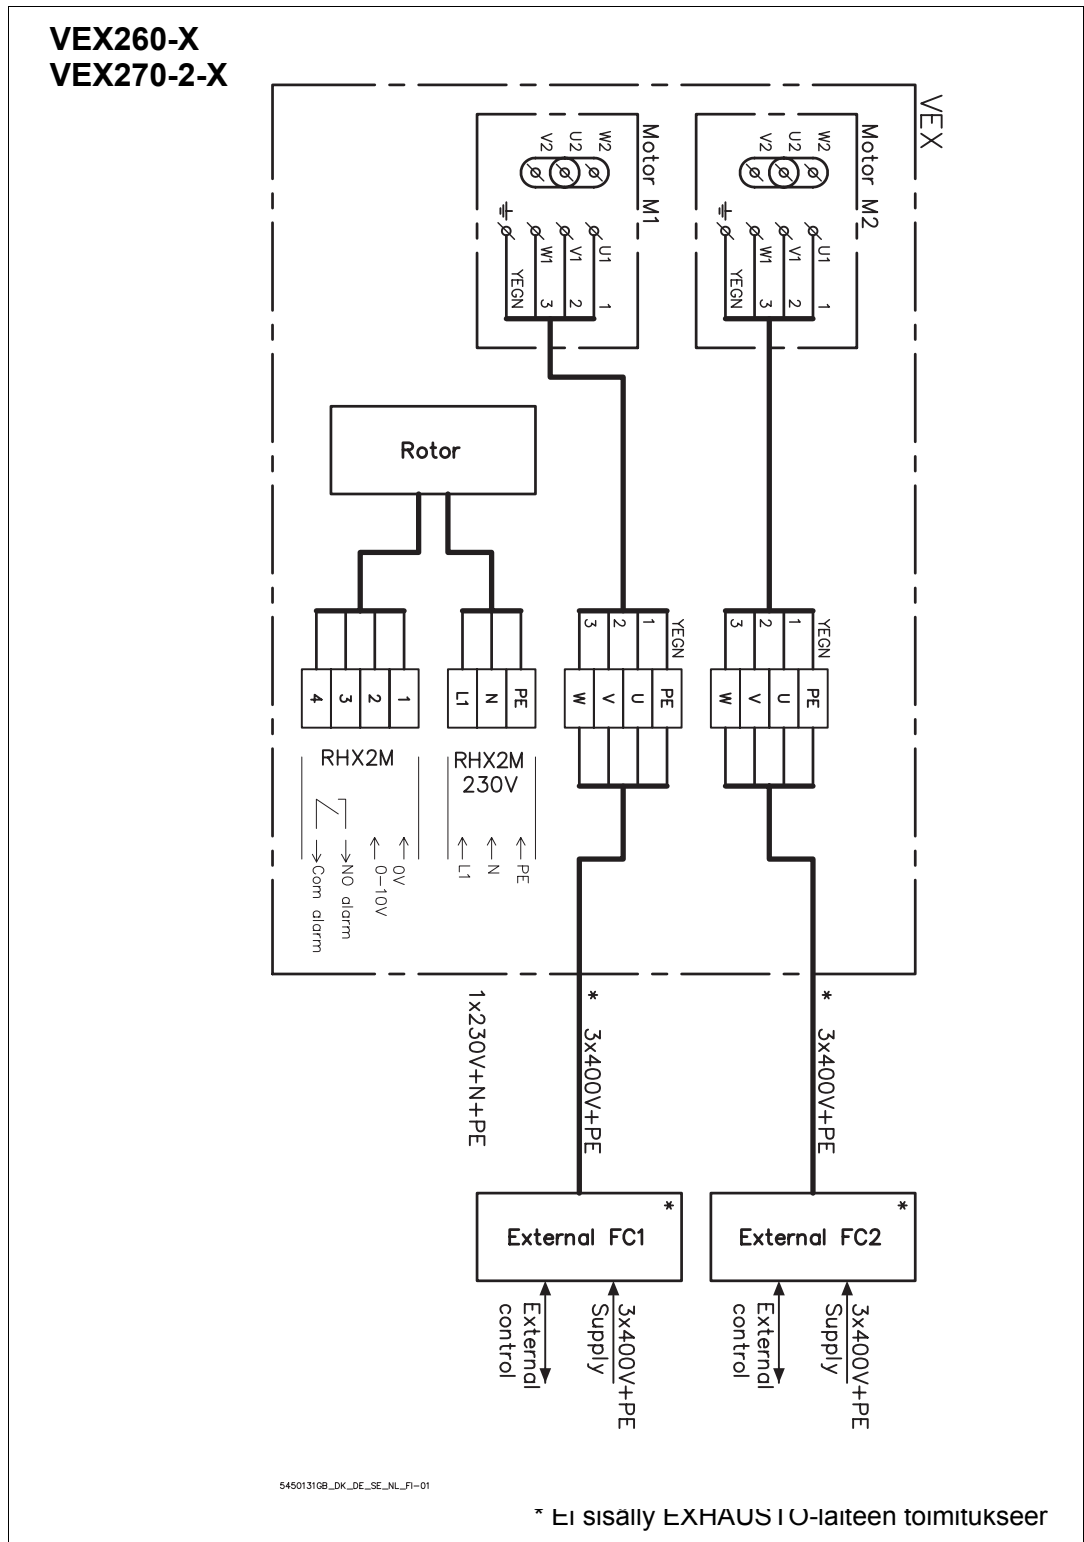 VEX260-X
VEX270-2-X
VEX
Motor M1
V2 U2 W2
W1 V1 U1
YEGN 3 2 1
Motor M2
V2 U2 W2
W1 V1 U1
YEGN 3 2 1
Rotor
3 2 1 YEGN
3 2 1 YEGN
4 3 2 1
L1 N PE
W V U PE
W V U PE
RHX2M
RHX2M
230V
Com alarm
NO alarm
0-10V
0V
L1
N
PE
1x230V+N+PE
* 3x400V+PE
* 3x400V+PE
External FC1 *
External FC2 *
External
control
3x400V+PE
Supply
External
control
3x400V+PE
Supply
5450131GB_DK_DE_SE_NL_FI-01
* Ei sisälly EXHAUSTO-laiteen toimitukseer